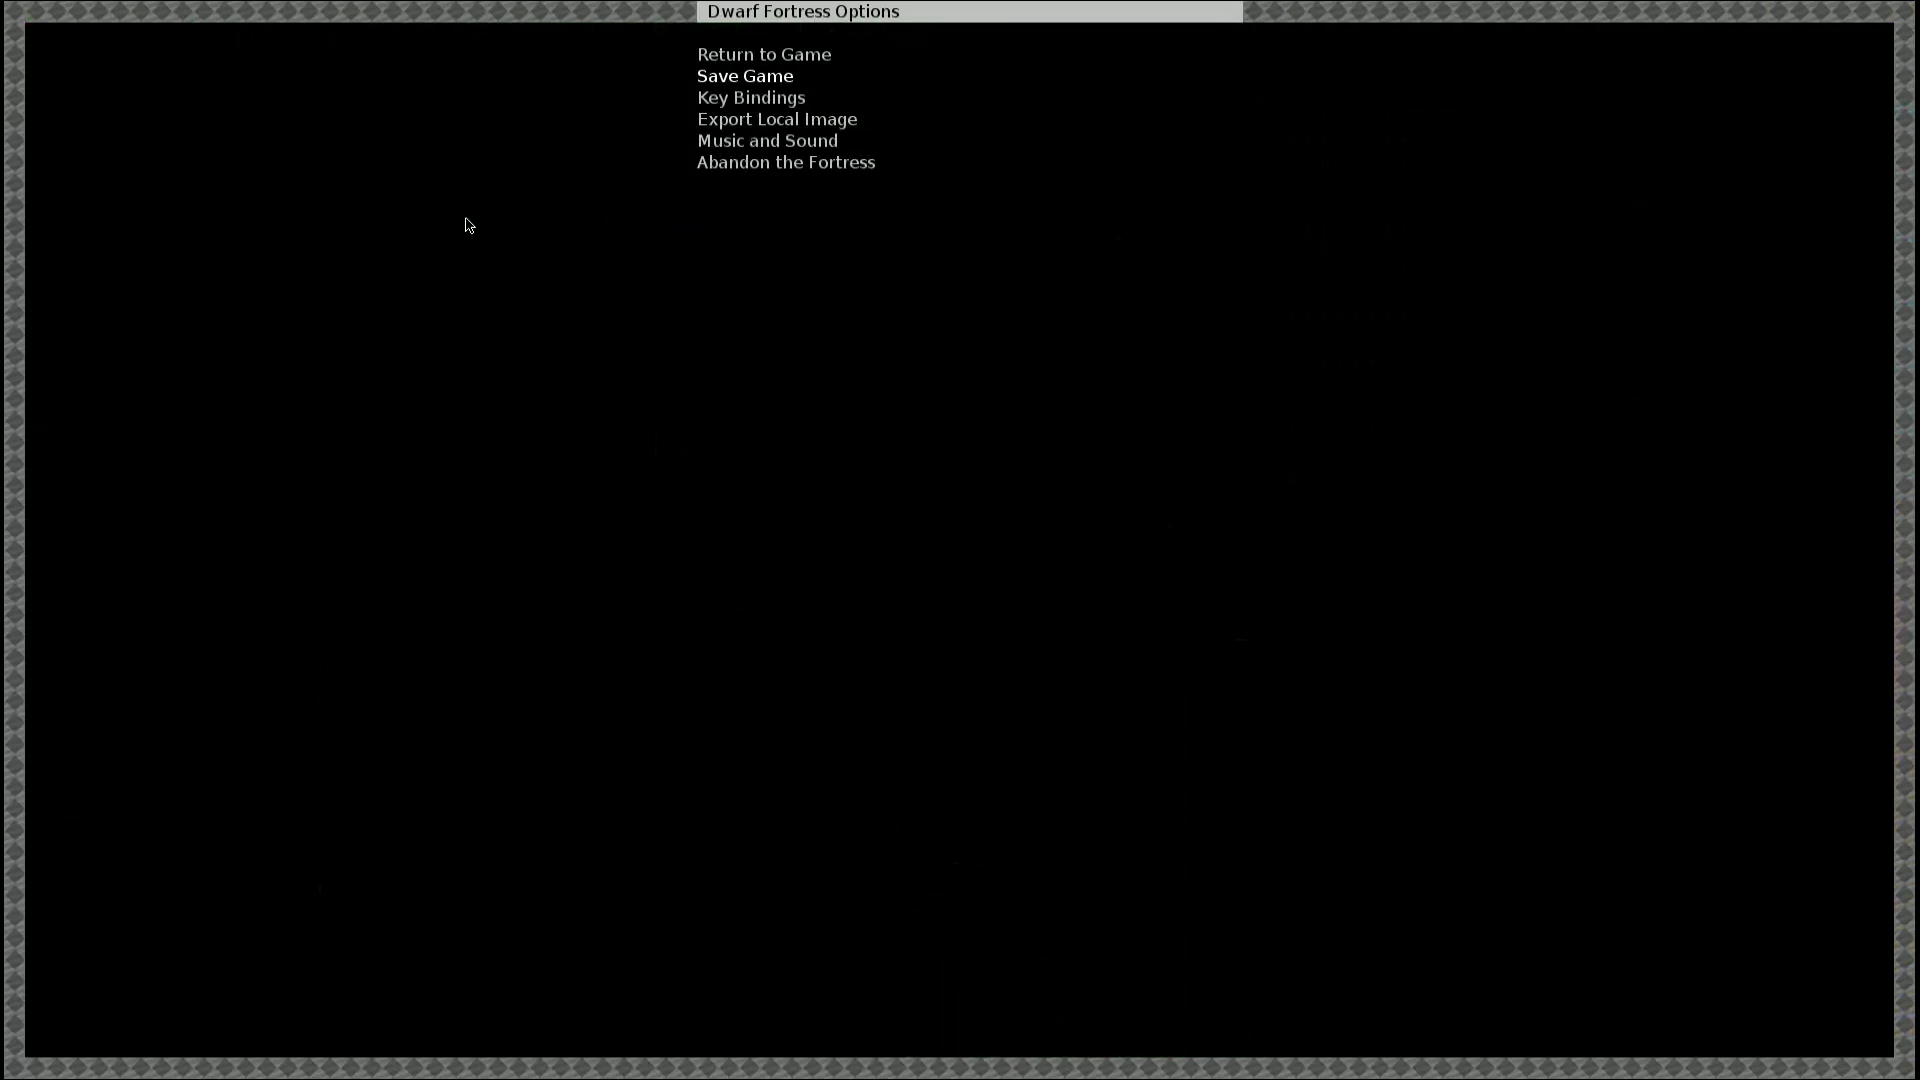 Dwarf Fortress Options
Return to Game
Save Game
Key Bindings
Export Local Image
Music and Sound
Abandon the Fortress